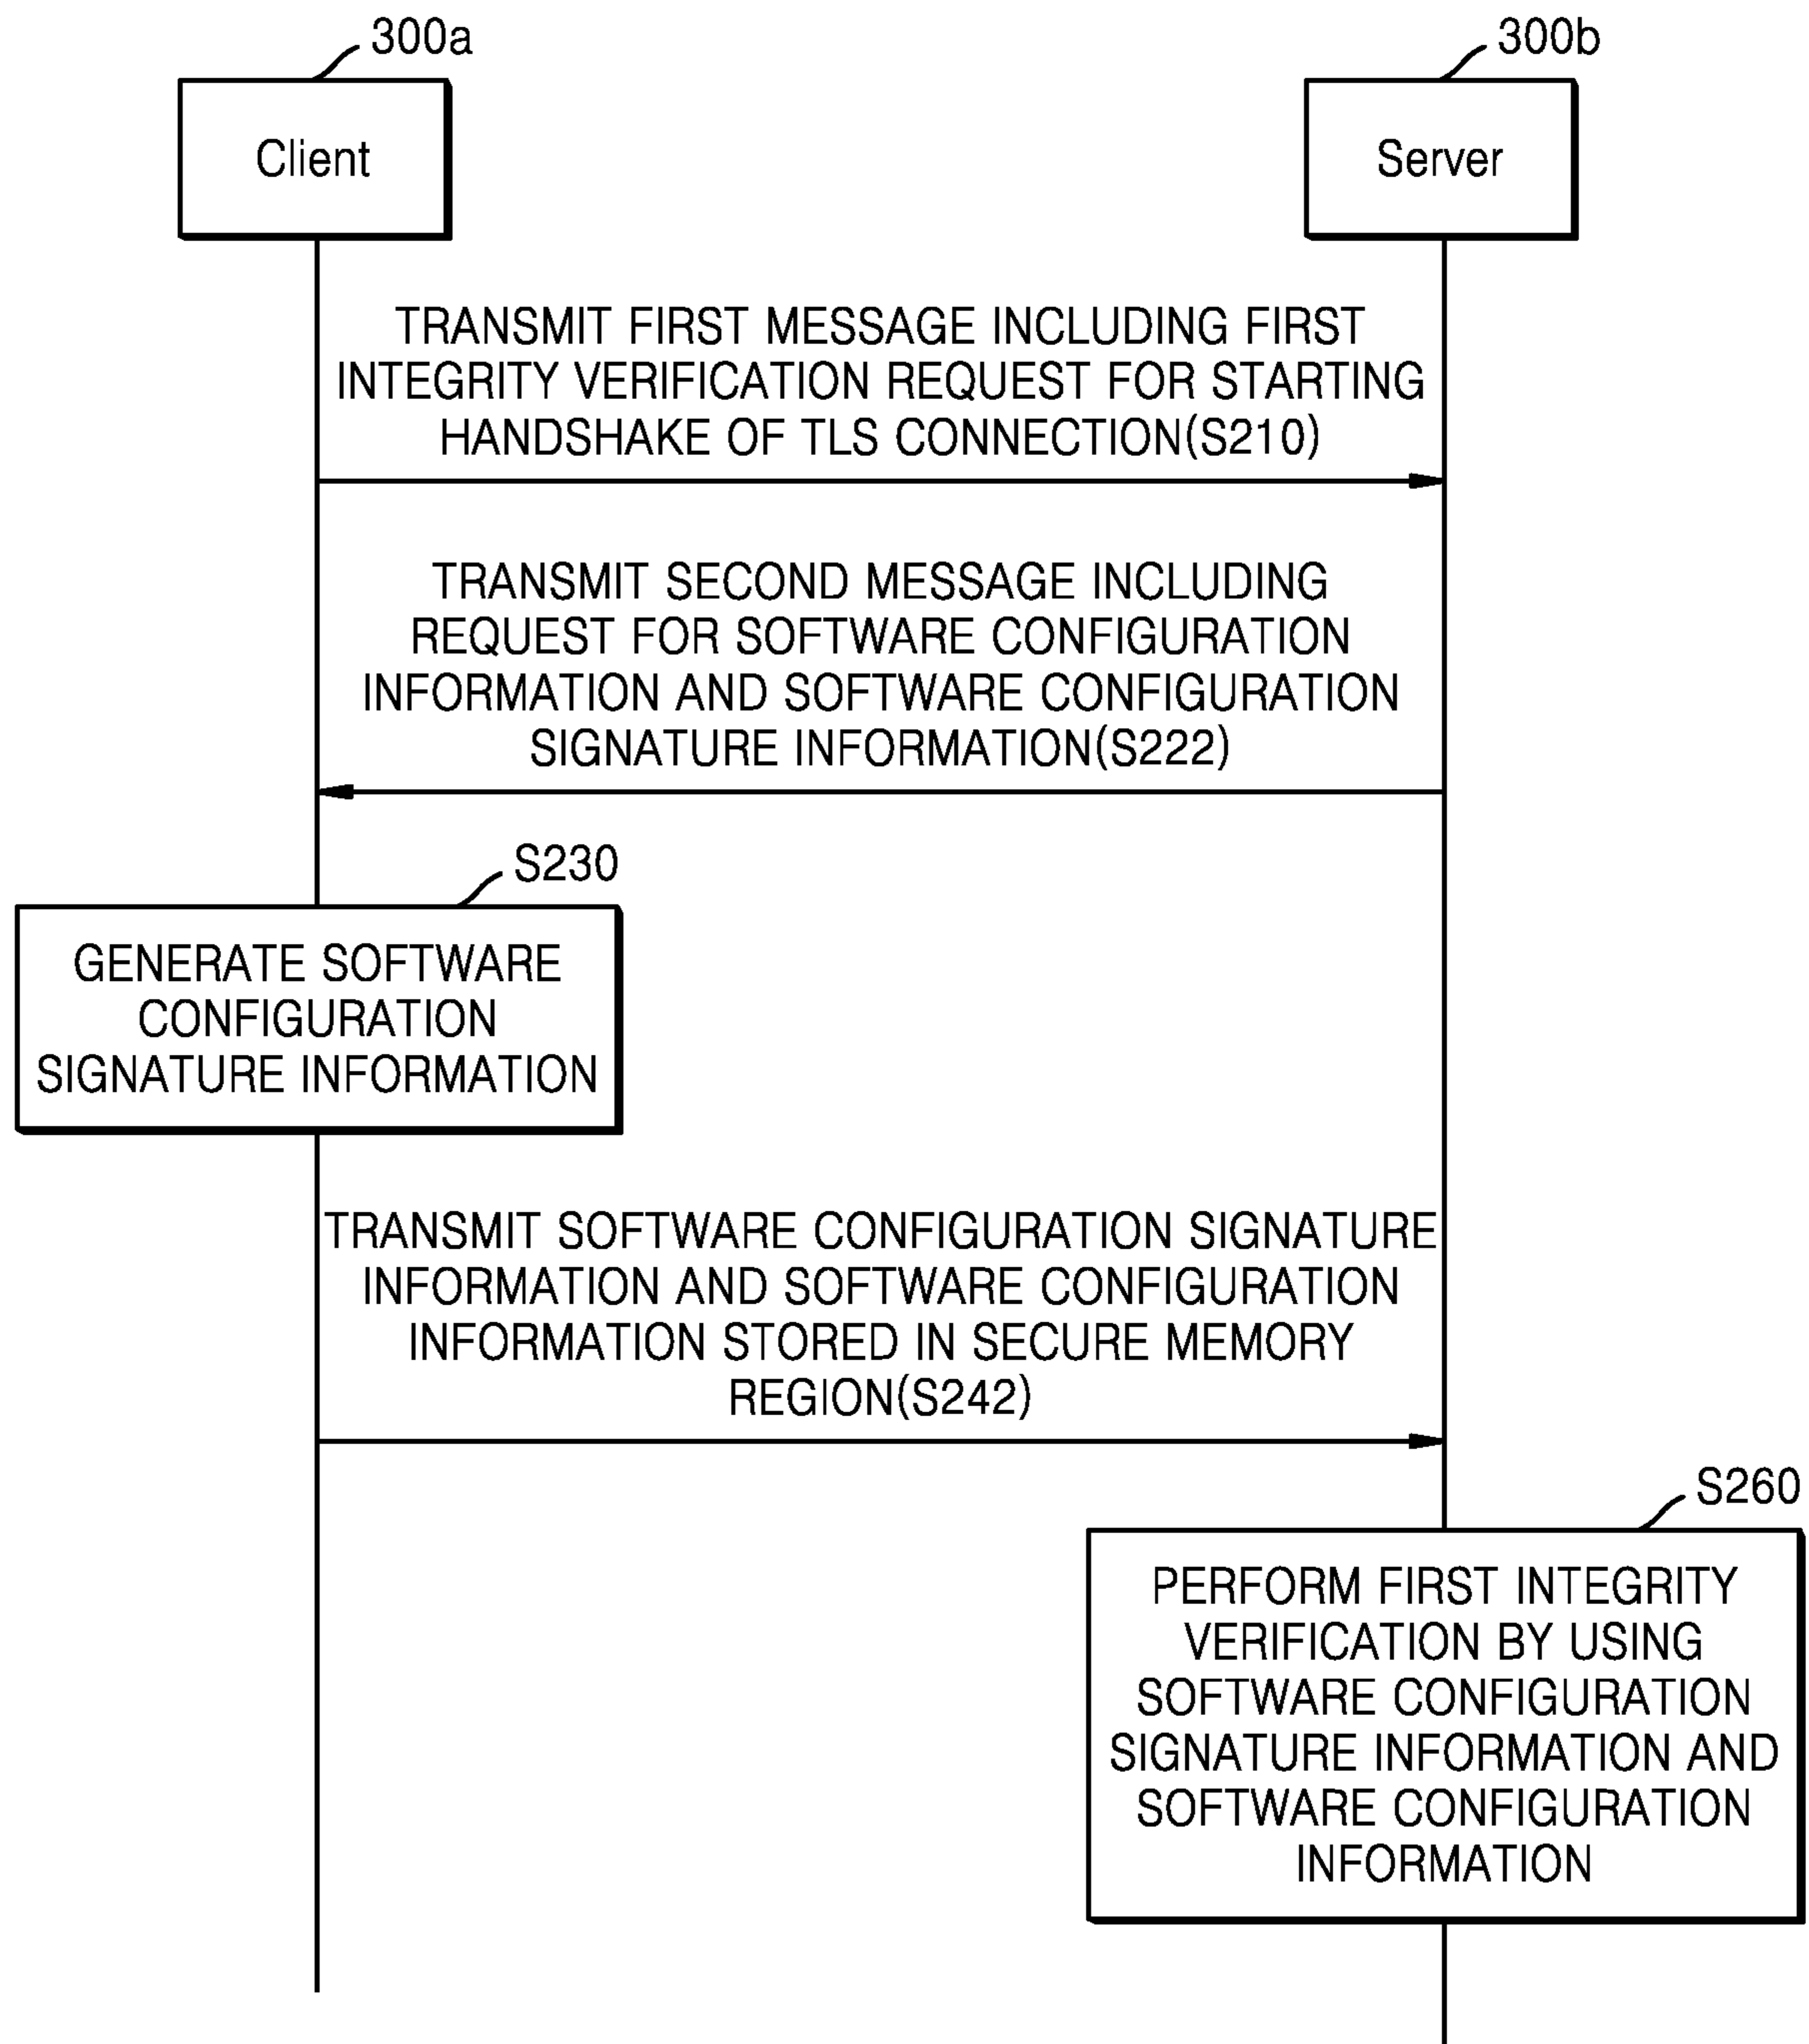 300a
300b
Client
Server
TRANSMIT FIRST MESSAGE INCLUDING FIRST
INTEGRITY VERIFICATION REQUEST FOR STARTING
HANDSHAKE OF TLS CONNECTION(S210)
TRANSMIT SECOND MESSAGE INCLUDING
REQUEST FOR SOFTWARE CONFIGURATION
INFORMATION AND SOFTWARE CONFIGURATION
SIGNATURE INFORMATION(S222)
S230
GENERATE SOFTWARE
CONFIGURATION
SIGNATURE INFORMATION
TRANSMIT SOFTWARE CONFIGURATION SIGNATURE
INFORMATION AND SOFTWARE CONFIGURATION
INFORMATION STORED IN SECURE MEMORY
REGION(S242)
S260
PERFORM FIRST INTEGRITY
VERIFICATION BY USING
SOFTWARE CONFIGURATION
SIGNATURE INFORMATION AND
SOFTWARE CONFIGURATION
INFORMATION